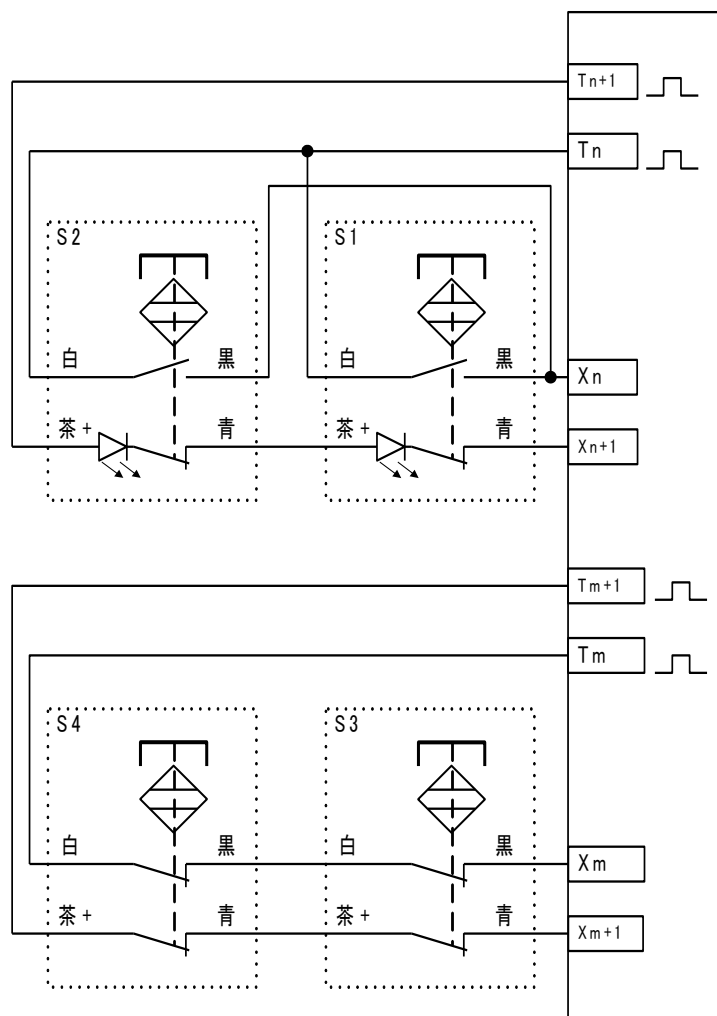 Tn+1
Tn
S2
S1
白 黒 白 黒 Xn
茶+ 青 茶+ 青 Xn+1
Tm+1
Tm
S4
S3
白 黒 白 黒 Xm
茶+ 青 茶+ 青 Xm+1